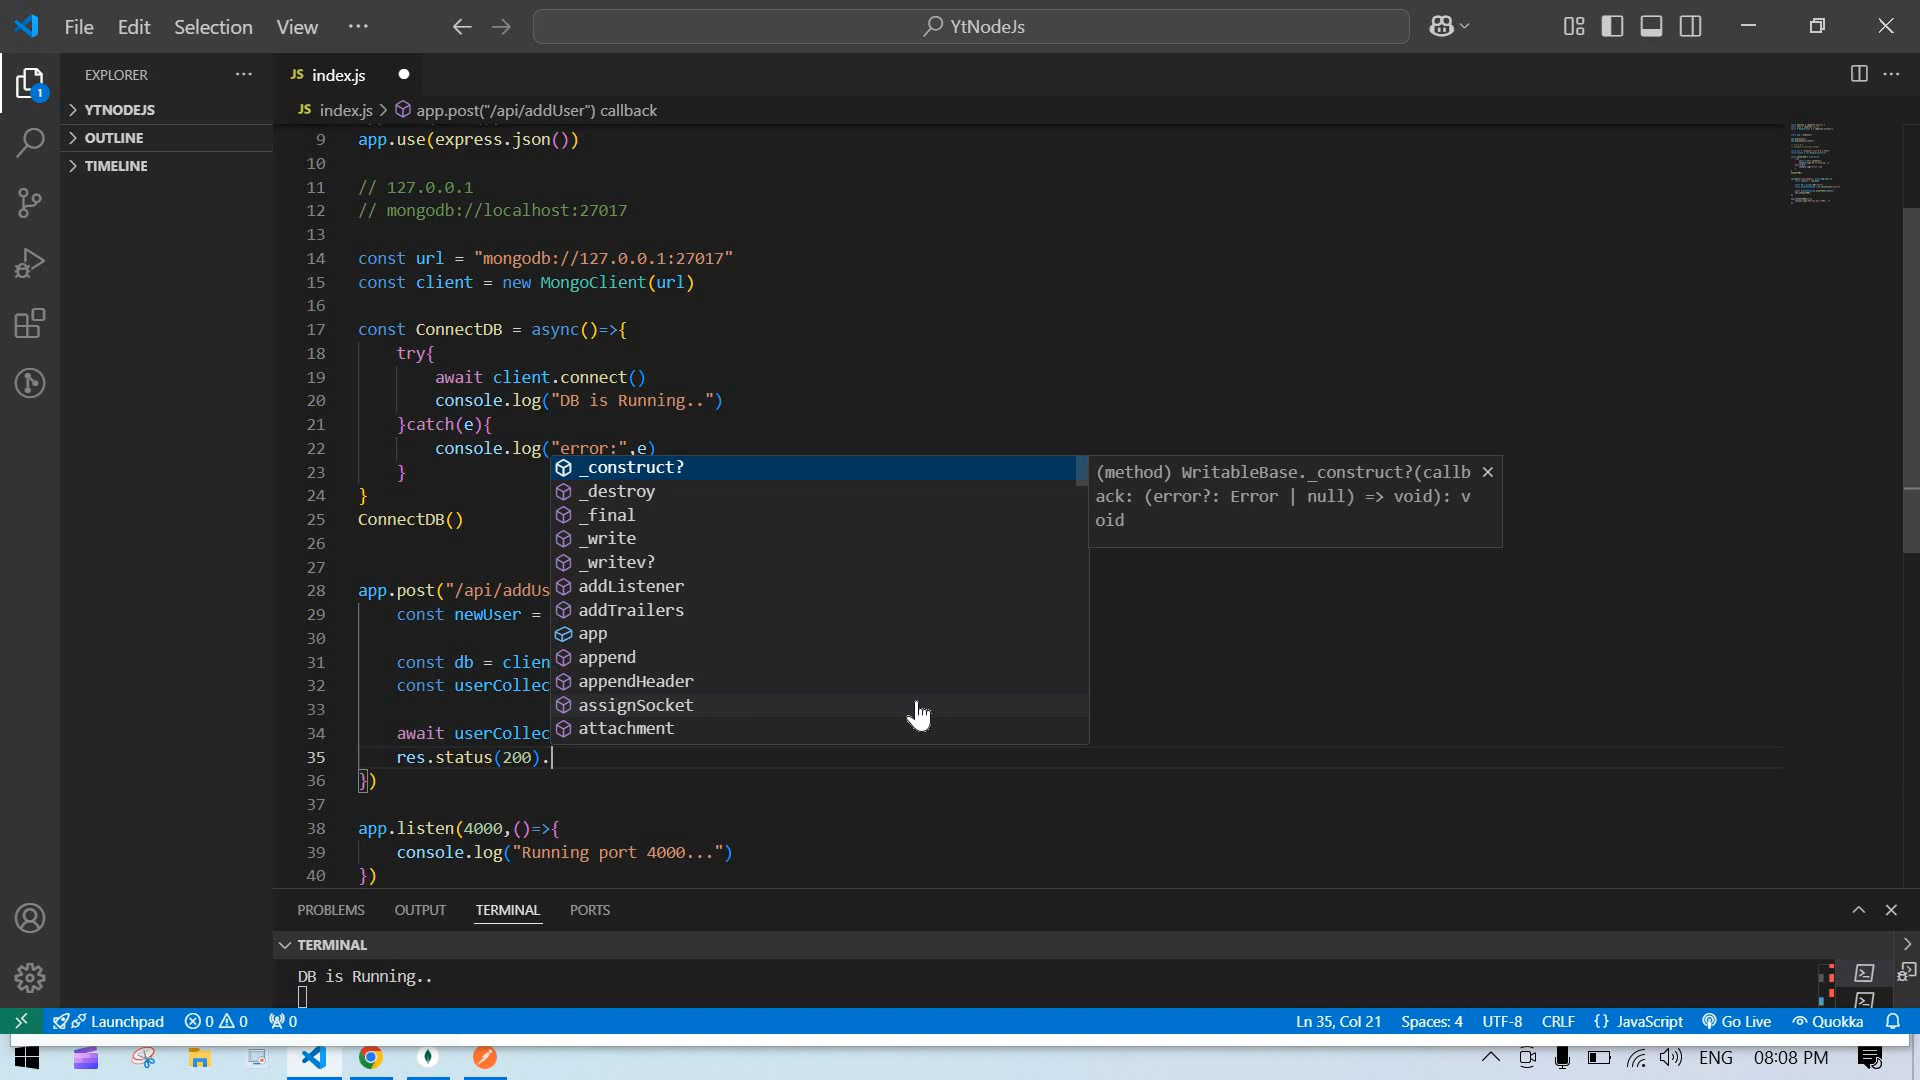 File Edit Selection View ··· YtNodeJs
EXPLORER ···
YTNODEJS
OUTLINE
TIMELINE
1
JS index.js
JS index.js > app.post("/api/addUser") callback
9 app.use(express.json())
10
11 // 127.0.0.1
12 // mongodb://localhost:27017
13
14 const url = "mongodb://127.0.0.1:27017"
15 const client = new MongoClient(url)
16
17 const ConnectDB = async()=>{
18 try{
19 await client.connect()
20 console.log("DB is Running..")
21 }catch(e){
22 console.log("error:",e)
23 }
24 }
25 ConnectDB()
26
27
28 app.post("/api/addUs
29 const newUser =
30
31 const db = clien
32 const userCollec
33
34 await userCollec
35 res.status(200).
36 })
37
38 app.listen(4000,()=>{
39 console.log("Running port 4000...")
40 })
_construct?
_destroy
_final
_write
_writev?
addListener
addTrailers
app
append
appendHeader
assignSocket
attachment
(method) WritableBase._construct?(callb
ack: (error?: Error | null) => void): v
oid
PROBLEMS OUTPUT TERMINAL PORTS
TERMINAL
DB is Running..
Launchpad 0 0 0 Ln 35, Col 21 Spaces: 4 UTF-8 CRLF {} JavaScript Go Live Quokka
ENG 08:08 PM